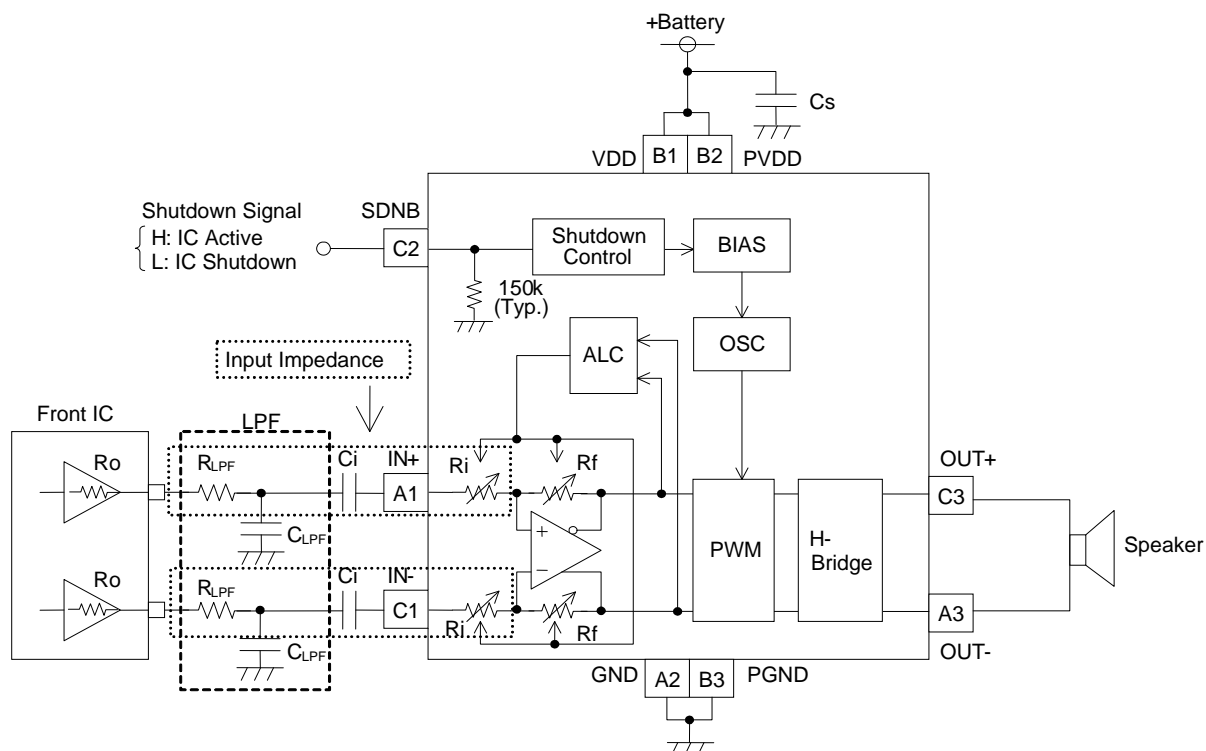 +Battery
Cs
VDD
B1
B2
PVDD
Shutdown Signal
H: IC Active
L: IC Shutdown
SDNB
C2
150k
(Typ.)
Shutdown
Control
BIAS
OSC
ALC
Input Impedance
Front IC
LPF
Ro
RLPF
CLPF
Ci
IN+
A1
Ri
Rf
+
−
PWM
H-
Bridge
OUT+
C3
Speaker
Ro
RLPF
CLPF
Ci
IN-
C1
Ri
Rf
A3
OUT-
GND
A2
B3
PGND